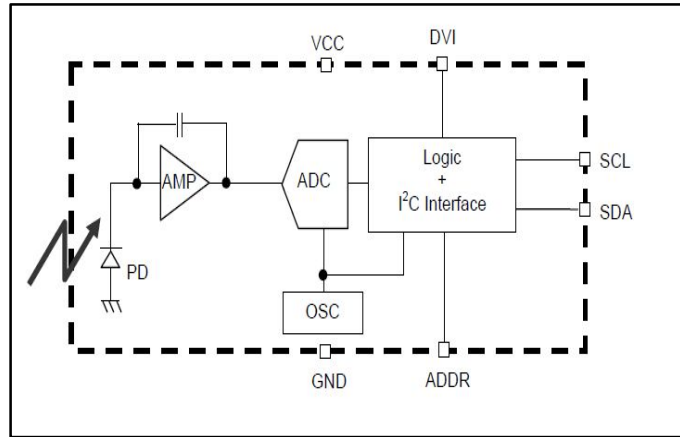 VCC
DVI
AMP
ADC
Logic
+
I²C Interface
SCL
SDA
PD
OSC
GND
ADDR